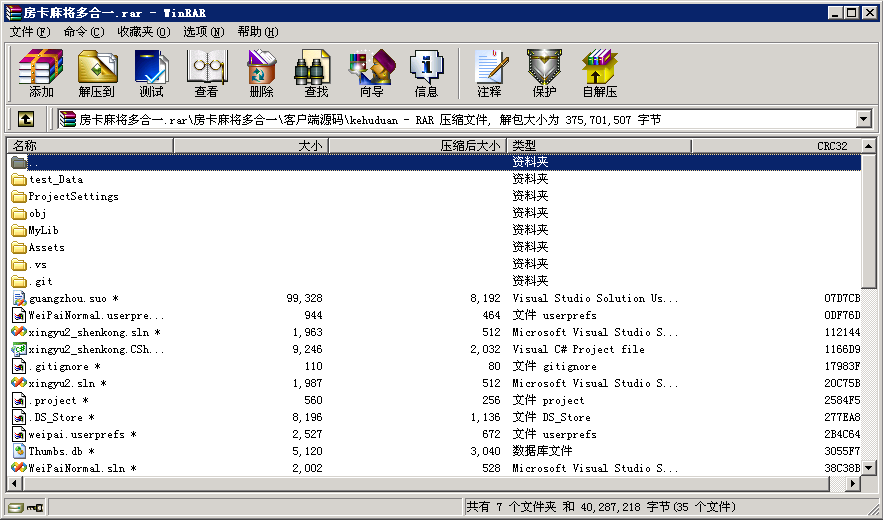 房卡麻将多合一.rar - WinRAR
文件(F) 命令(C) 收藏夹(O) 选项(N) 帮助(H)
添加 解压到 测试 查看 删除 查找 向导 信息 注释 保护 自解压
房卡麻将多合一.rar\房卡麻将多合一\客户端源码\kehuduan - RAR 压缩文件, 解包大小为 375,701,507 字节
名称 大小 压缩后大小 类型 CRC32
.. 资料夹
test_Data 资料夹
ProjectSettings 资料夹
obj 资料夹
MyLib 资料夹
Assets 资料夹
.vs 资料夹
.git 资料夹
guangzhou.suo * 99,328 8,192 Visual Studio Solution Us... 07D7CB
WeiPaiNormal.userpre... 944 464 文件 userprefs 0DF76D
xingyu2_shenkong.sln * 1,963 512 Microsoft Visual Studio S... 112144
xingyu2_shenkong.CSh... 9,246 2,032 Visual C# Project file 1166D9
.gitignore * 110 80 文件 gitignore 17983F
xingyu2.sln * 1,987 512 Microsoft Visual Studio S... 20C75B
.project * 560 256 文件 project 2584F5
.DS_Store * 8,196 1,136 文件 DS_Store 277EA8
weipai.userprefs * 2,527 672 文件 userprefs 2B4C64
Thumbs.db * 5,120 3,040 数据库文件 3055F7
WeiPaiNormal.sln * 2,002 528 Microsoft Visual Studio S... 38C38B
共有 7 个文件夹 和 40,287,218 字节(35 个文件)